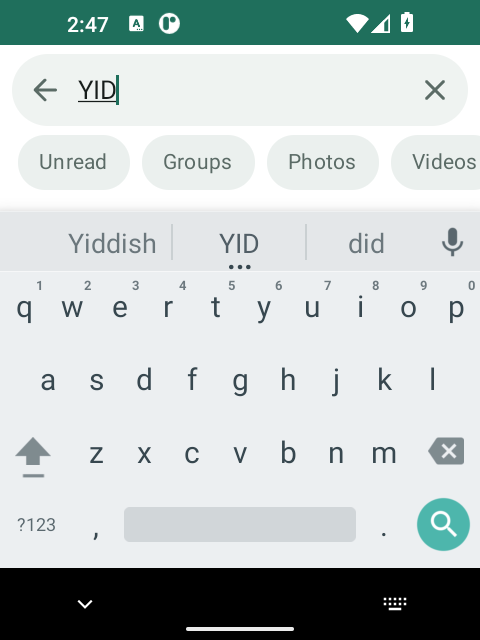 2:47
YID
Unread Groups Photos Videos
Yiddish YID did
1 2 3 4 5 6 7 8 9 0
q w e r t y u i o p
a s d f g h j k l
z x c v b n m
?123 , .